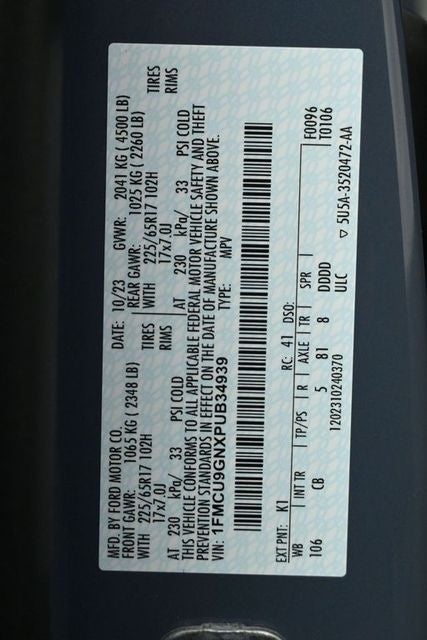 MFD. BY FORD MOTOR CO. DATE: 10/23 GVWR: 2041 KG ( 4500 LB)
FRONT GAWR: 1065 KG ( 2348 LB) REAR GAWR: 1025 KG ( 2260 LB)
WITH 225/65R17 102H TIRES WITH 225/65R17 102H TIRES
17x7.0J RIMS 17x7.0J RIMS
AT 230 kPa/ 33 PSI COLD AT 230 kPa/ 33 PSI COLD
THIS VEHICLE CONFORMS TO ALL APPLICABLE FEDERAL MOTOR VEHICLE SAFETY AND THEFT
PREVENTION STANDARDS IN EFFECT ON THE DATE OF MANUFACTURE SHOWN ABOVE.
VIN: 1FMCU9GNXPUB34939 TYPE: MPV
EXT PNT: K1 RC: 41 DSO: F0096
WB INT TR TP/PS R AXLE TR SPR T0106
106 CB 5 81 8 DDDD
ULC
1202310240370 ▽ 5U5A-3520472-AA